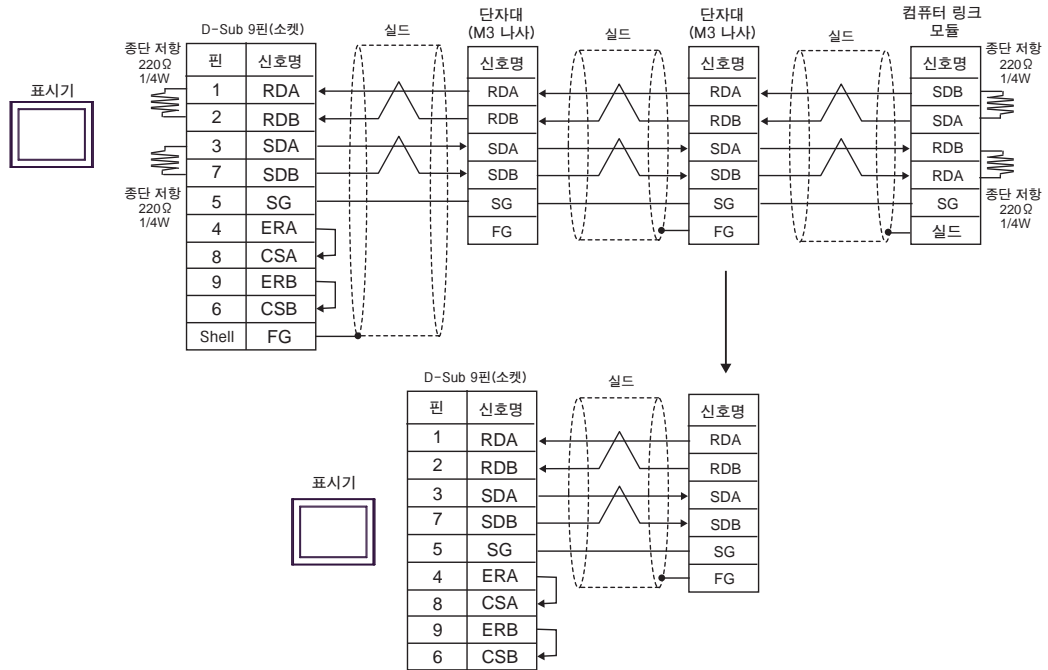 D-Sub 9핀(소켓)
실드
단자대
(M3 나사)
실드
단자대
(M3 나사)
실드
컴퓨터 링크
모듈
종단 저항
220Ω
1/4W
종단 저항
220Ω
1/4W
표시기
핀 신호명
1 RDA
2 RDB
3 SDA
7 SDB
5 SG
4 ERA
8 CSA
9 ERB
6 CSB
Shell FG
신호명
RDA
RDB
SDA
SDB
SG
FG
신호명
RDA
RDB
SDA
SDB
SG
FG
신호명
SDB
SDA
RDB
RDA
SG
실드
종단 저항
220Ω
1/4W
종단 저항
220Ω
1/4W
D-Sub 9핀(소켓)
실드
표시기
핀 신호명
1 RDA
2 RDB
3 SDA
7 SDB
5 SG
4 ERA
8 CSA
9 ERB
6 CSB
신호명
RDA
RDB
SDA
SDB
SG
FG